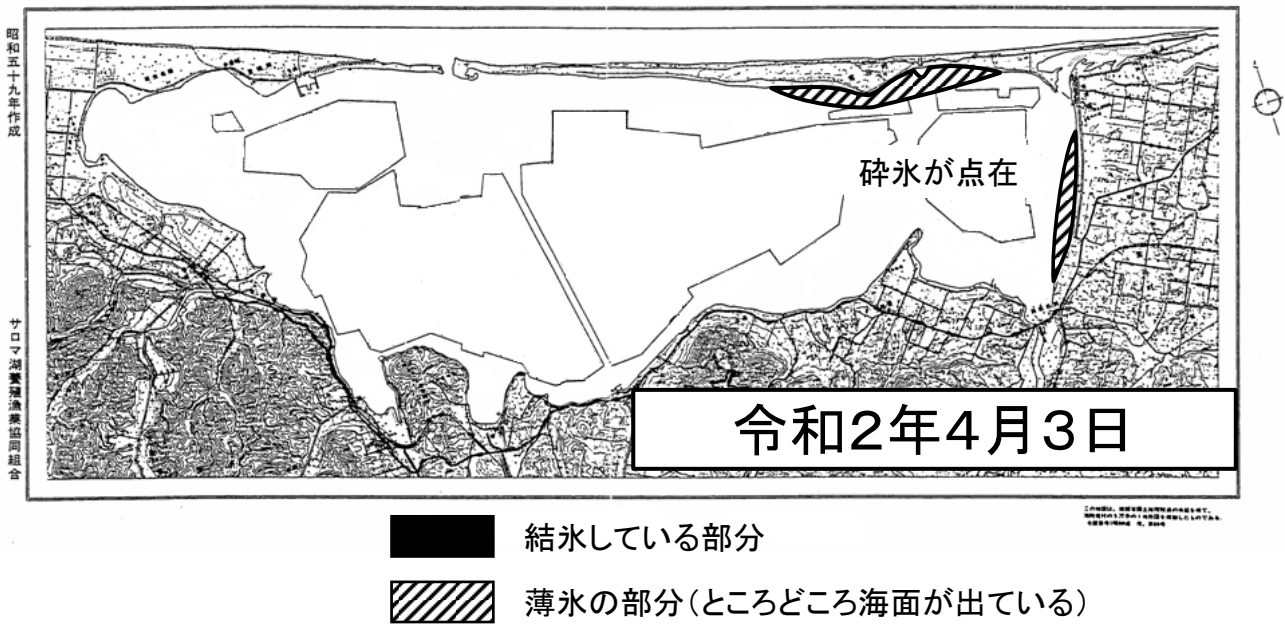 昭和五十九年作成
サロマ湖養殖漁業協同組合
砕氷が点在
令和2年4月3日
結氷している部分
薄氷の部分(ところどころ海面が出ている)